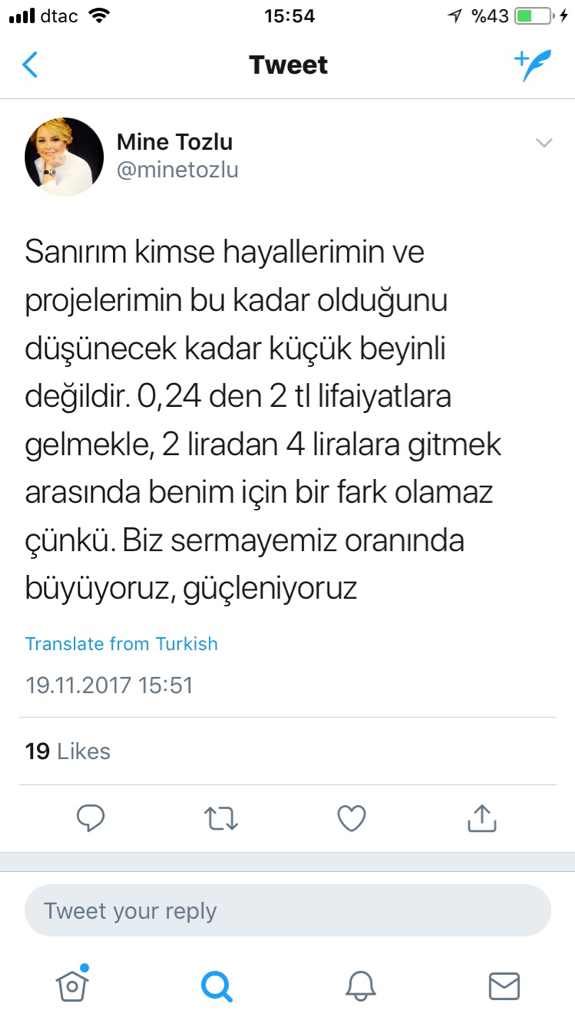 dtac 15:54 %43
Tweet
Mine Tozlu
@minetozlu
Sanırım kimse hayallerimin ve
projelerimin bu kadar olduğunu
düşünecek kadar küçük beyinli
değildir. 0,24 den 2 tl lifaiyatlara
gelmekle, 2 liradan 4 liralara gitmek
arasında benim için bir fark olamaz
çünkü. Biz sermayemiz oranında
büyüyoruz, güçleniyoruz
Translate from Turkish
19.11.2017 15:51
19 Likes
Tweet your reply